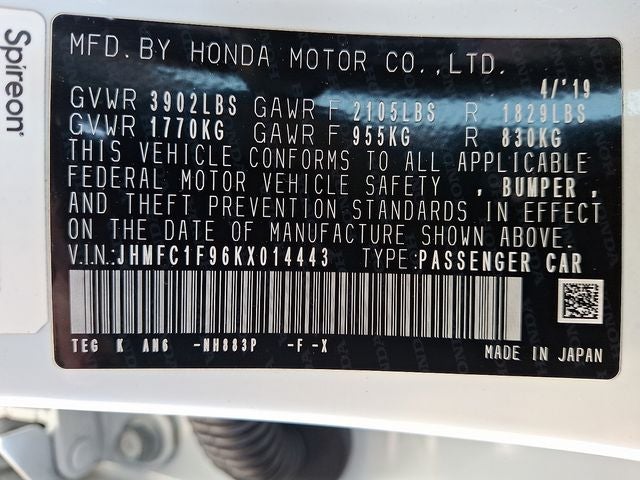 Spireon
MFD. BY HONDA MOTOR CO., LTD.
4/'19
GVWR 3902LBS GAWR F 2105LBS R 1829LBS
GVWR 1770KG GAWR F 955KG R 830KG
THIS VEHICLE CONFORMS TO ALL APPLICABLE
FEDERAL MOTOR VEHICLE SAFETY , BUMPER ,
AND THEFT PREVENTION STANDARDS IN EFFECT
ON THE DATE OF MANUFACTURE SHOWN ABOVE.
V.I.N.:JHMFC1F96KX014443 TYPE:PASSENGER CAR
TEG K AN6 -NH883P -F -X
MADE IN JAPAN